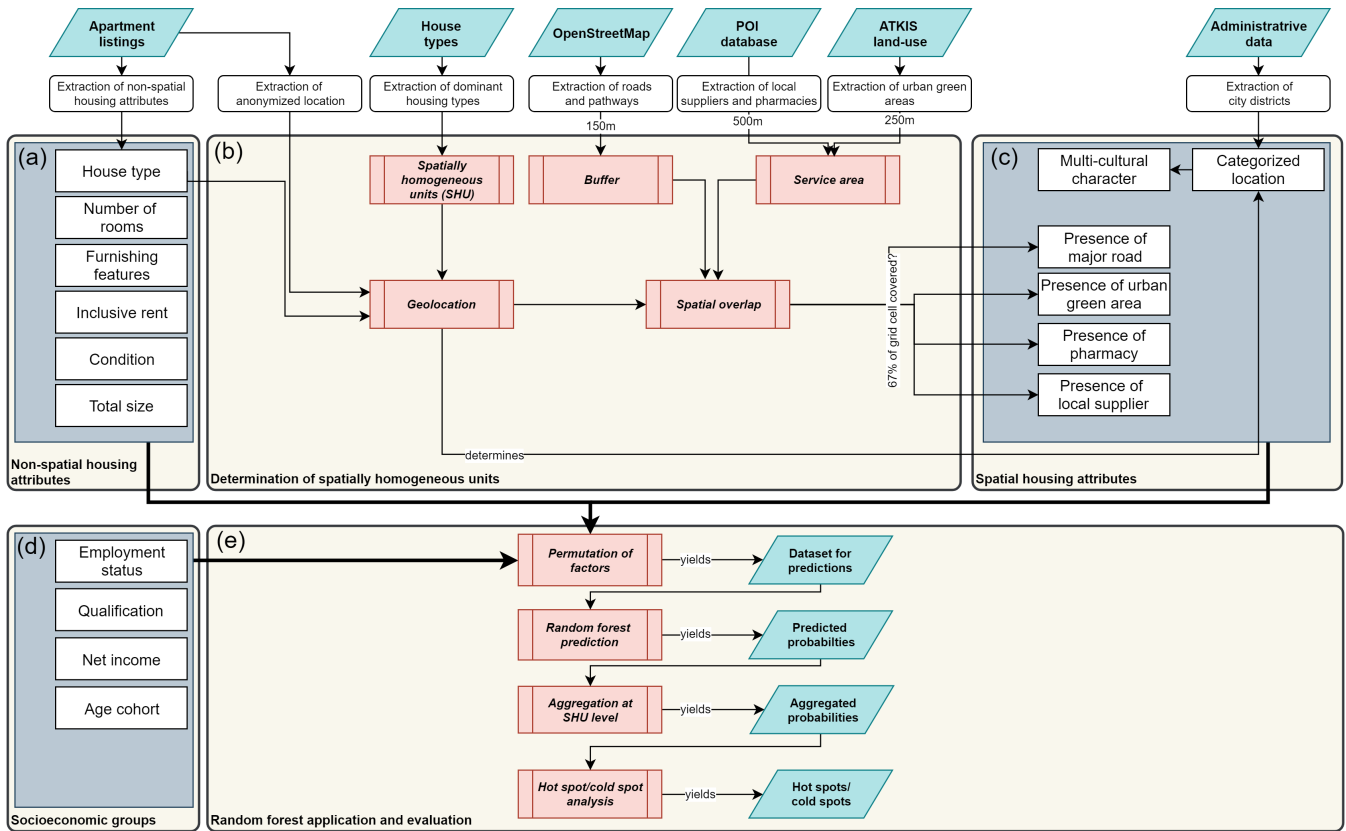 Apartment
listings
House
types
OpenStreetMap
POI
database
ATKIS
land-use
Administratrive
data
Extraction of non-spatial
housing attributes
Extraction of
anonymized location
Extraction of dominant
housing types
Extraction of roads
and pathways
Extraction of local
suppliers and pharmacies
Extraction of urban green
areas
Extraction of
city districts
150m
500m
250m
(a)
House type
Number of
rooms
Furnishing
features
Inclusive rent
Condition
Total size
Non-spatial housing
attributes
(b)
Spatially
homogeneous
units (SHU)
Buffer
Service area
Geolocation
Spatial overlap
67% of grid cell covered?
determines
Determination of spatially homogeneous units
(c)
Multi-cultural
character
Categorized
location
Presence of
major road
Presence of urban
green area
Presence of
pharmacy
Presence of
local supplier
Spatial housing attributes
(d)
Employment
status
Qualification
Net income
Age cohort
Socioeconomic groups
(e)
Permutation of
factors
yields
Dataset for
predictions
Random forest
prediction
yields
Predicted
probabilties
Aggregation at
SHU level
yields
Aggregated
probabilities
Hot spot/cold spot
analysis
yields
Hot spots/
cold spots
Random forest application and evaluation